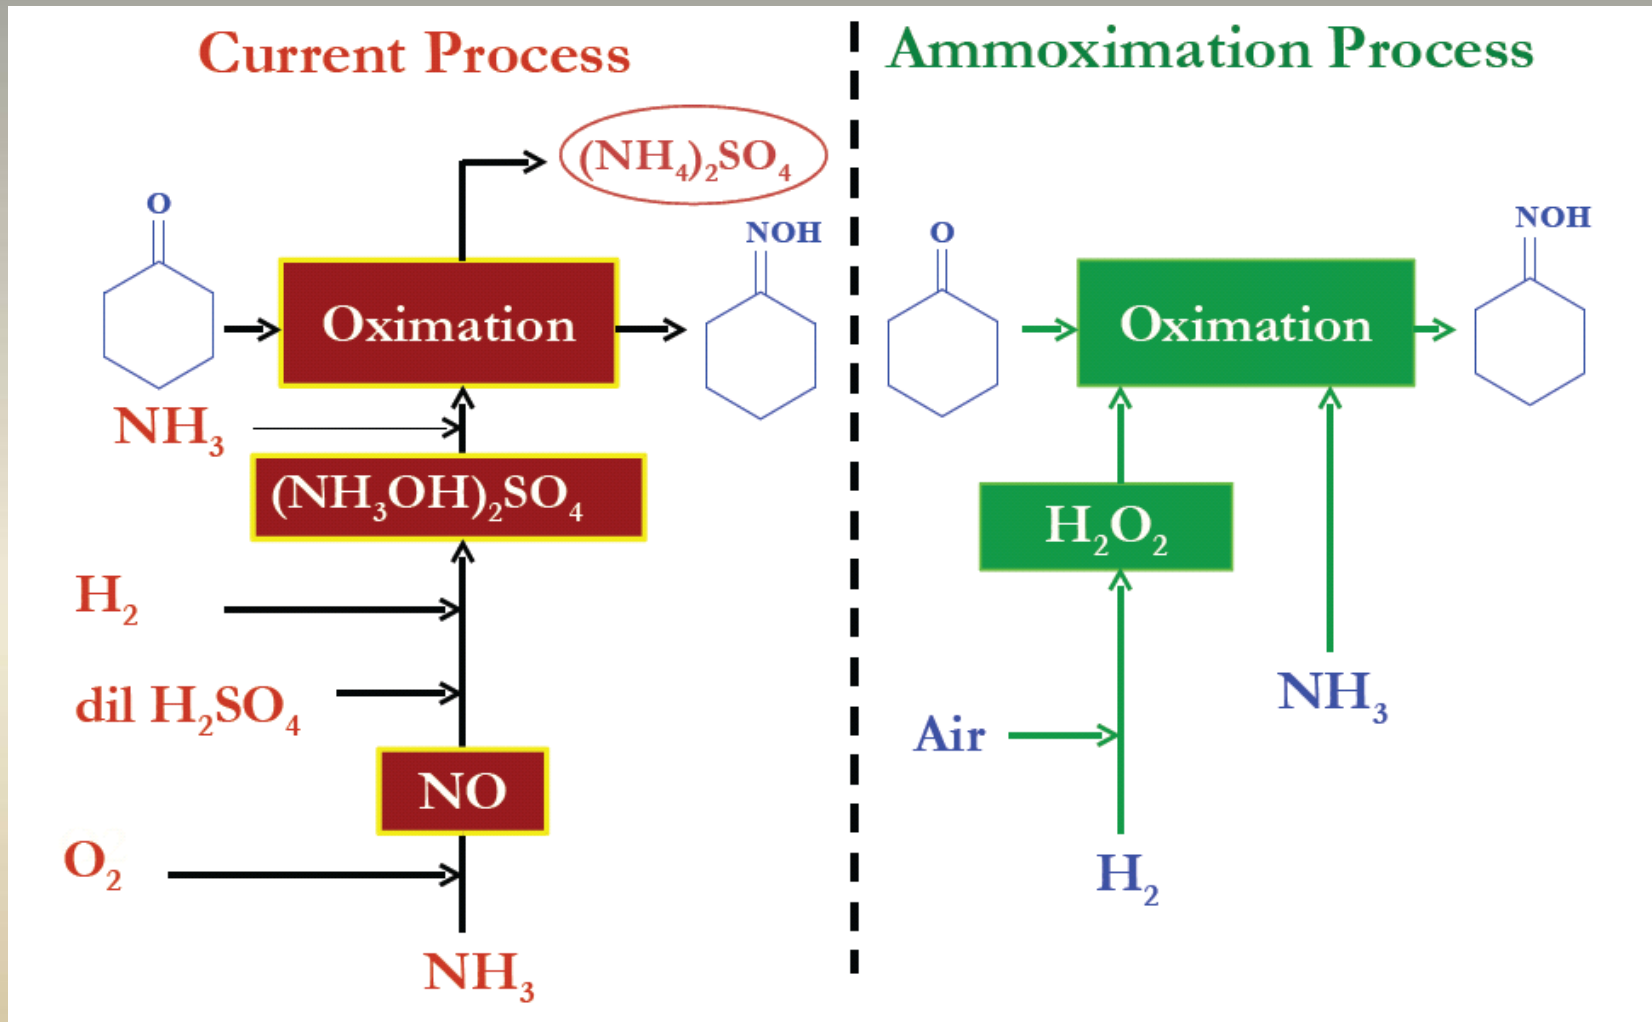 Current Process
(NH₄)₂SO₄
O
NOH
Oximation
NH₃
(NH₃OH)₂SO₄
H₂
dil H₂SO₄
NO
O₂
NH₃
Ammoximation Process
O
NOH
Oximation
H₂O₂
NH₃
Air
H₂